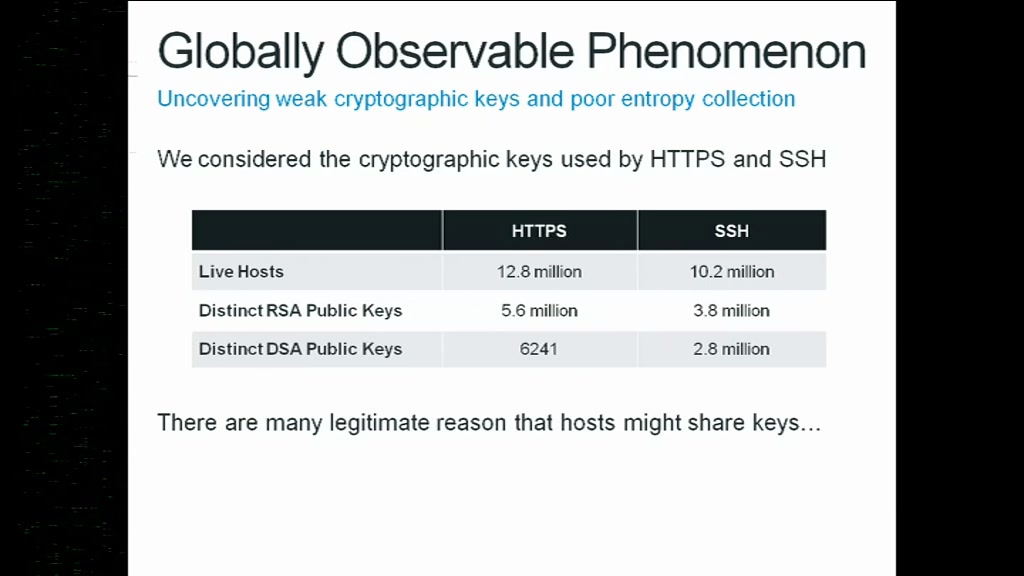 Globally Observable Phenomenon
Uncovering weak cryptographic keys and poor entropy collection
We considered the cryptographic keys used by HTTPS and SSH
HTTPS SSH
Live Hosts 12.8 million 10.2 million
Distinct RSA Public Keys 5.6 million 3.8 million
Distinct DSA Public Keys 6241 2.8 million
There are many legitimate reason that hosts might share keys…